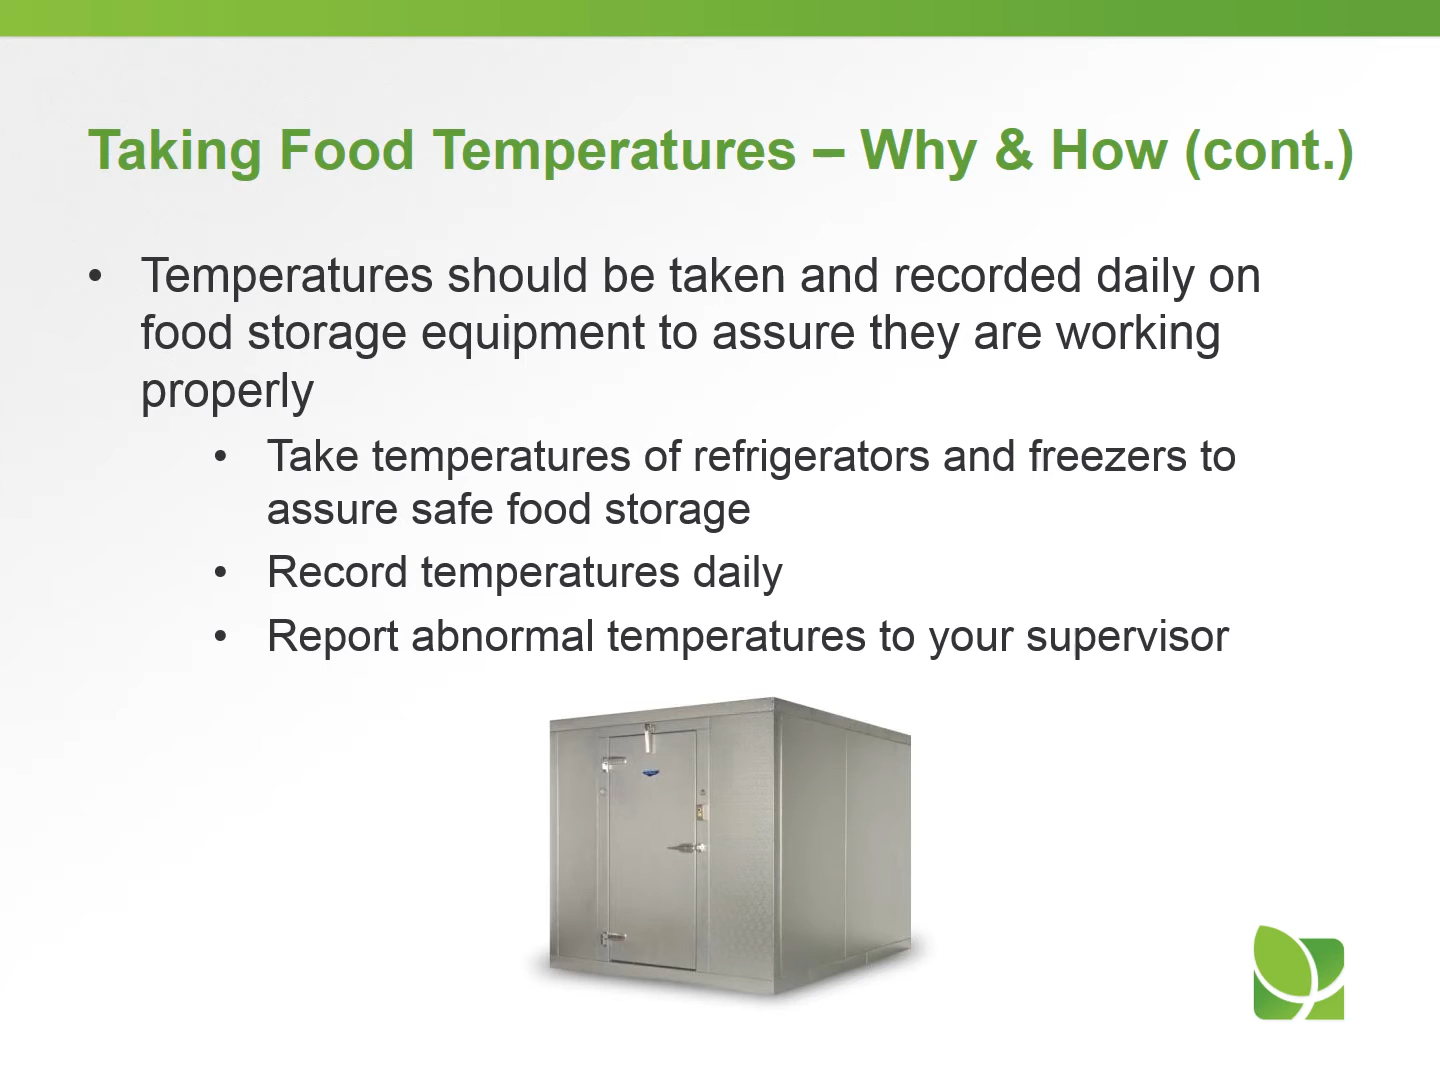 Taking Food Temperatures – Why & How (cont.)
• Temperatures should be taken and recorded daily on
food storage equipment to assure they are working
properly
• Take temperatures of refrigerators and freezers to
assure safe food storage
• Record temperatures daily
• Report abnormal temperatures to your supervisor